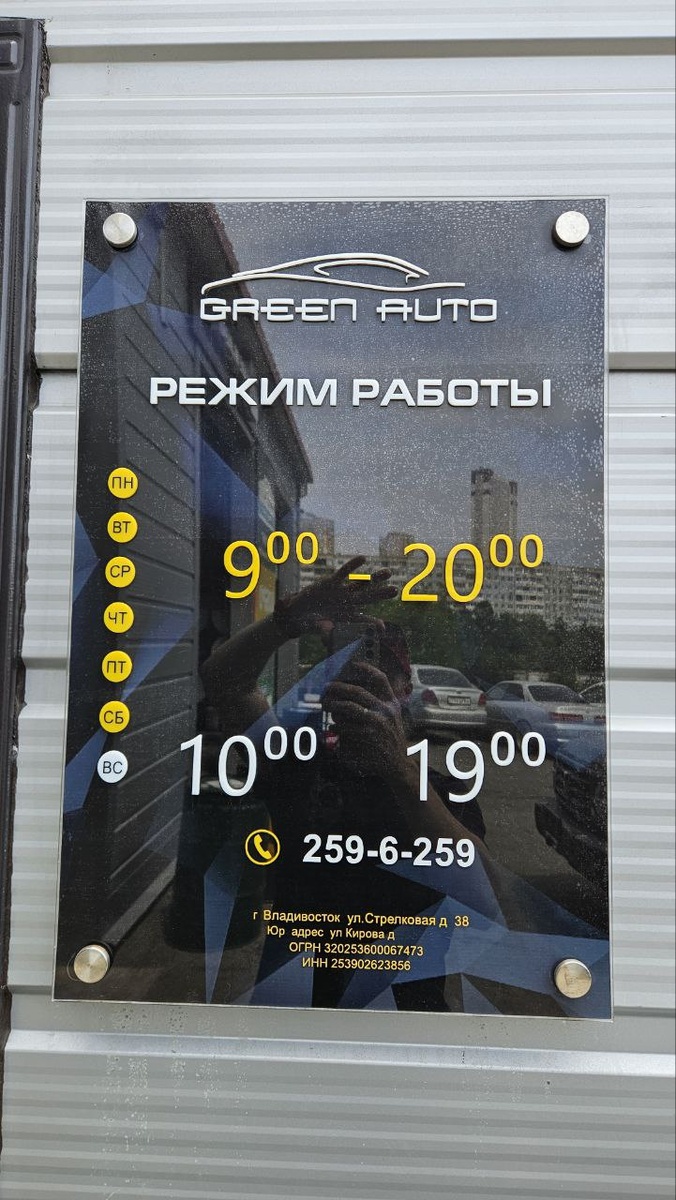 GREEN AUTO
РЕЖИМ РАБОТЫ
ПН
ВТ
СР
ЧТ
ПТ
СБ
9⁰⁰ - 20⁰⁰
ВС
10⁰⁰ 19⁰⁰
259-6-259
г Владивосток ул.Стрелковая д 38
Юр адрес ул Кирова д
ОГРН 320253600067473
ИНН 253902623856